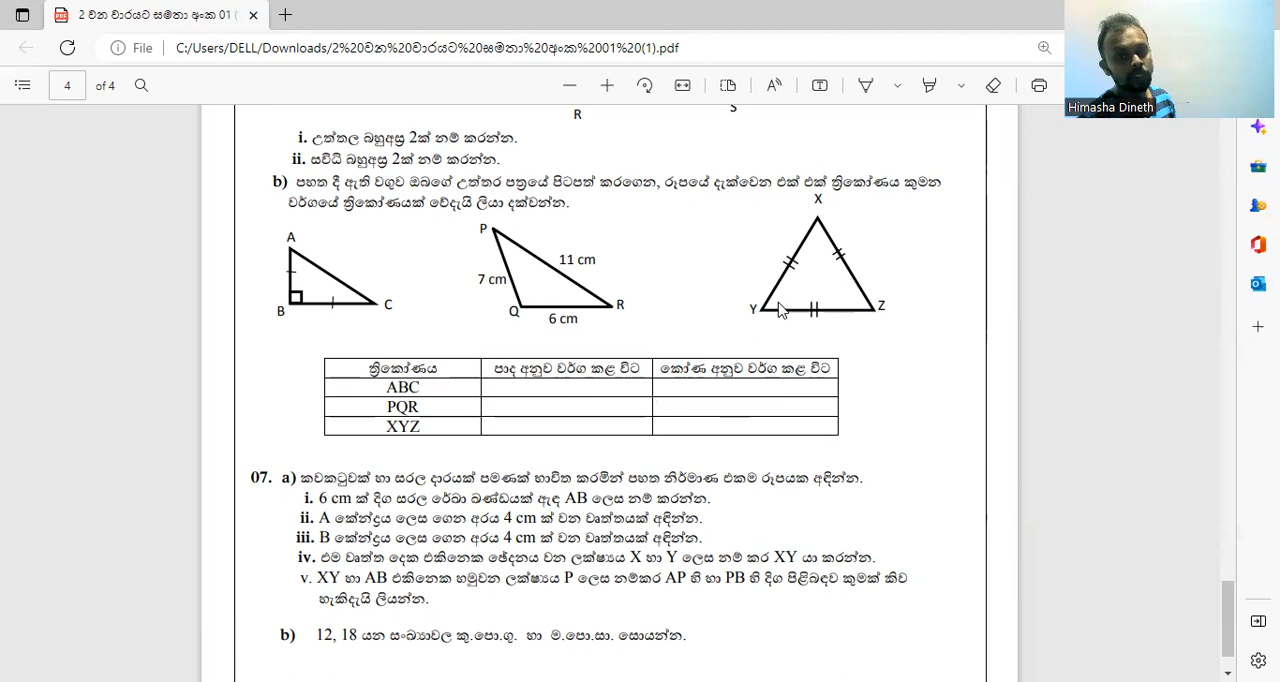 2 වන වාරයට සමතා අංක 01 (
File
C:/Users/DELL/Downloads/2%20වන%20වාරයට%20සමතා%20අංක%2001%20(1).pdf
4 of 4
Himasha Dineth
R
S
i. උත්තල බහුඅස්‍ර 2ක් නම් කරන්න.
ii. සවිධි බහුඅස්‍ර 2ක් නම් කරන්න.
b) පහත දී ඇති වගුව ඔබගේ උත්තර පත්‍රයේ පිටපත් කරගෙන, රූපයේ දැක්වෙන එක් එක් ත්‍රිකෝණය කුමන
වර්ගයේ ත්‍රිකෝණයක් වේදැයි ලියා දක්වන්න.
A
B
C
P
7 cm
11 cm
Q
6 cm
R
X
Y
Z
ත්‍රිකෝණය පාද අනුව වර්ග කළ විට කෝණ අනුව වර්ග කළ විට
ABC
PQR
XYZ
07. a) කවකටුවක් හා සරල දාරයක් පමණක් භාවිත කරමින් පහත නිර්මාණ එකම රූපයක අඳින්න.
i. 6 cm ක් දිග සරල රේඛා ඛණ්ඩයක් ඇඳ AB ලෙස නම් කරන්න.
ii. A කේන්ද්‍රය ලෙස ගෙන අරය 4 cm ක් වන වෘත්තයක් අඳින්න.
iii. B කේන්ද්‍රය ලෙස ගෙන අරය 4 cm ක් වන වෘත්තයක් අඳින්න.
iv. එම වෘත්ත දෙක එකිනෙක ඡේදනය වන ලක්ෂ්‍යය X හා Y ලෙස නම් කර XY යා කරන්න.
v. XY හා AB එකිනෙක හමුවන ලක්ෂ්‍යය P ලෙස නම්කර AP හි හා PB හි දිග පිළිබඳව කුමක් කිව
හැකිදැයි ලියන්න.
b) 12, 18 යන සංඛ්‍යාවල කු.පො.ගු. හා ම.පො.සා. සොයන්න.